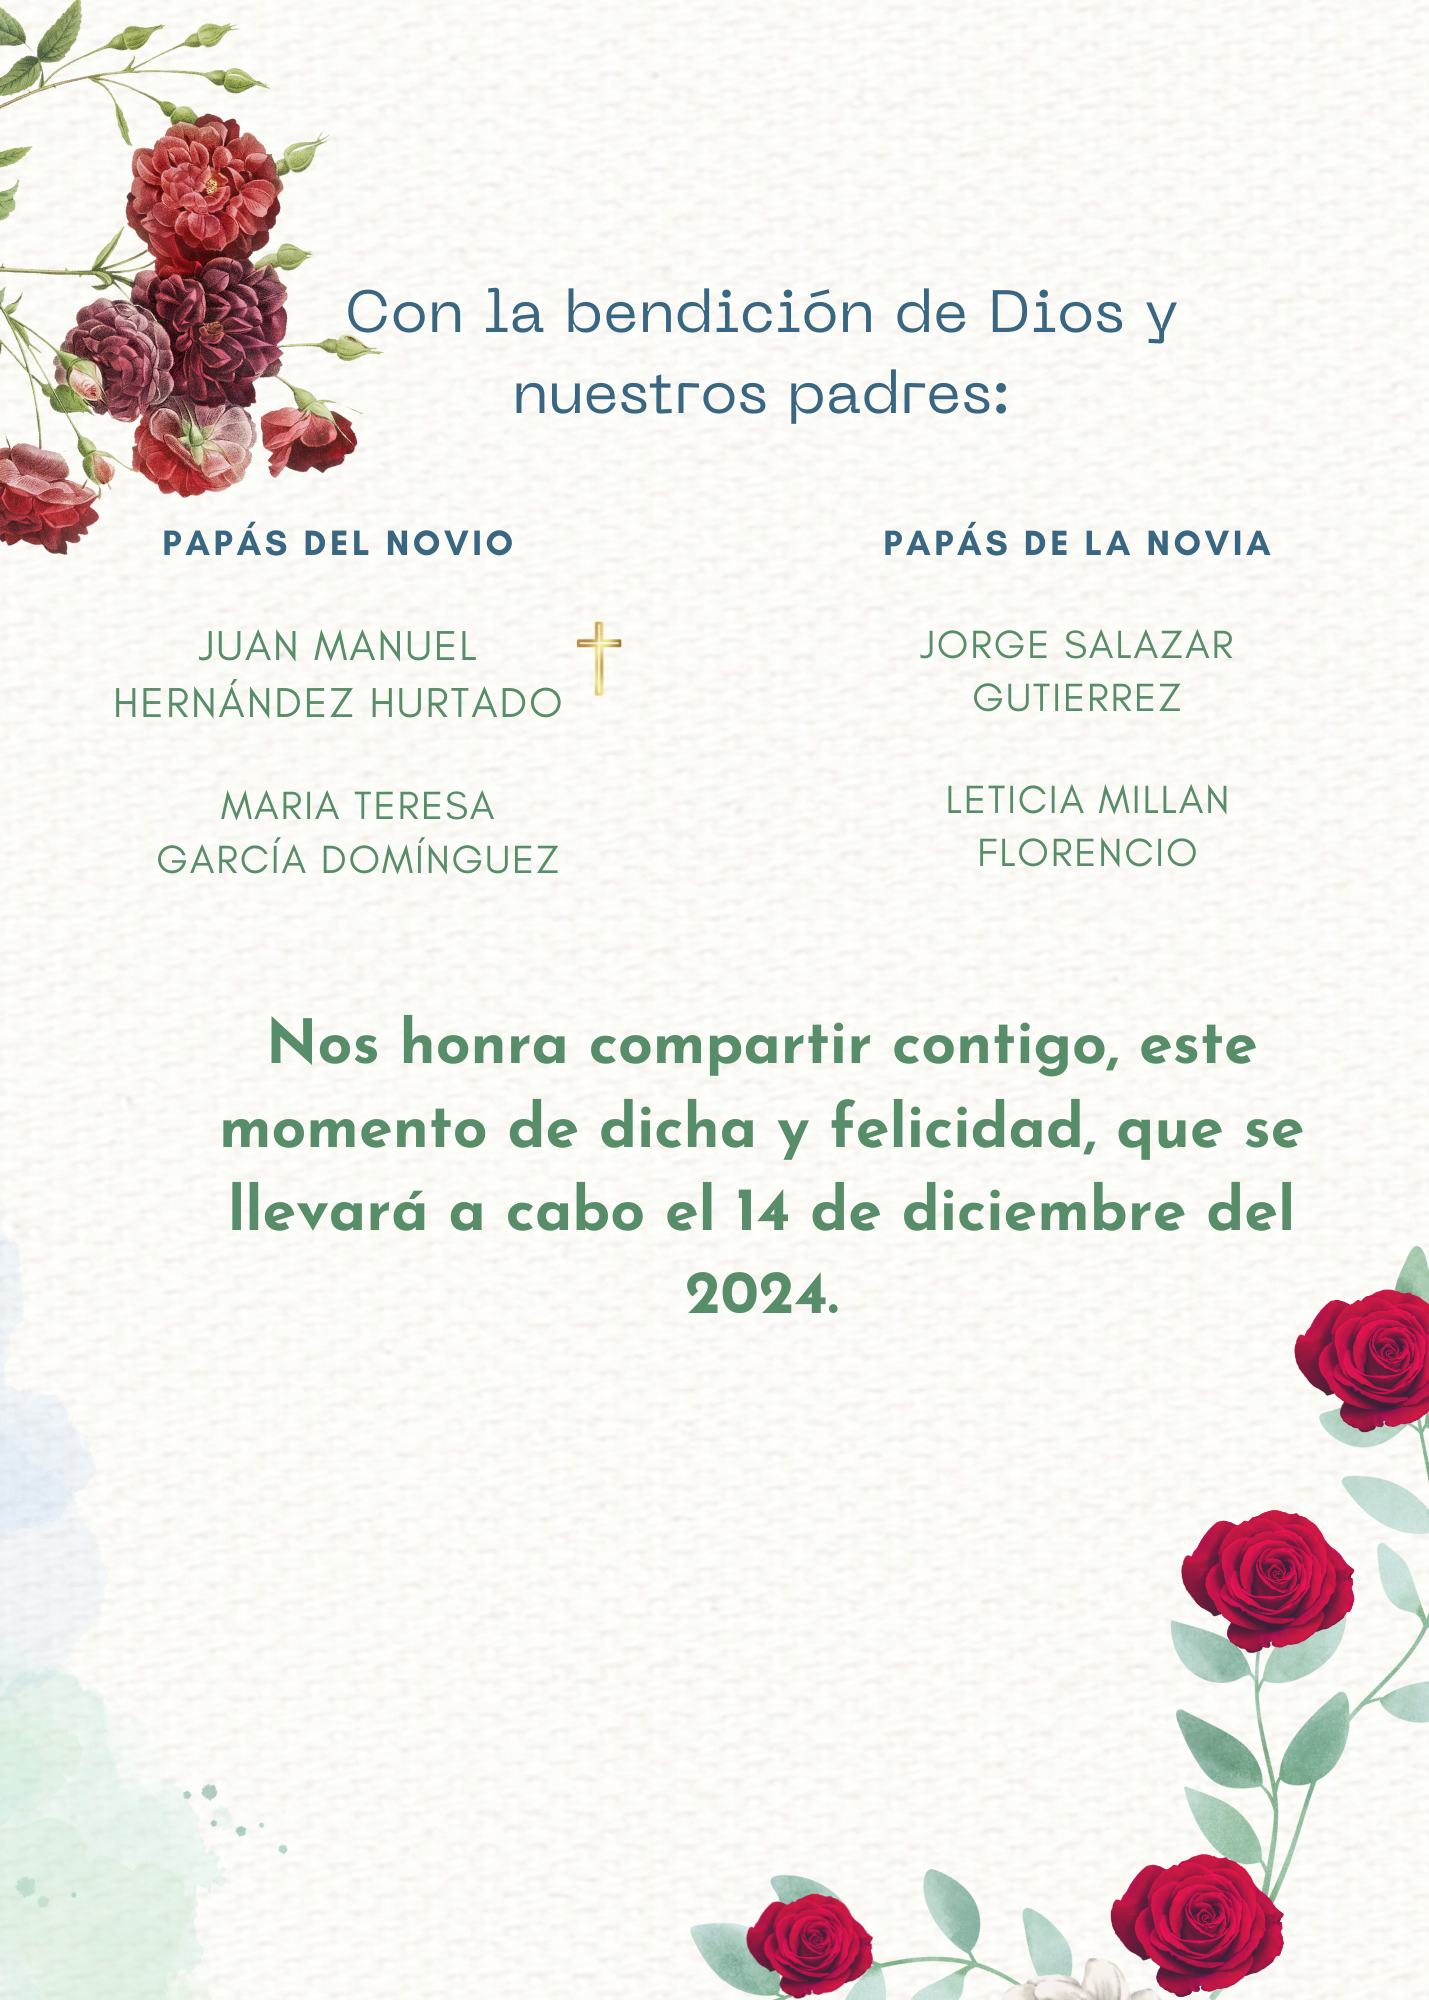 Con la bendición de Dios y
nuestros padres:
PAPÁS DEL NOVIO
JUAN MANUEL
HERNÁNDEZ HURTADO
MARIA TERESA
GARCÍA DOMÍNGUEZ
PAPÁS DE LA NOVIA
JORGE SALAZAR
GUTIERREZ
LETICIA MILLAN
FLORENCIO
Nos honra compartir contigo, este
momento de dicha y felicidad, que se
llevará a cabo el 14 de diciembre del
2024.